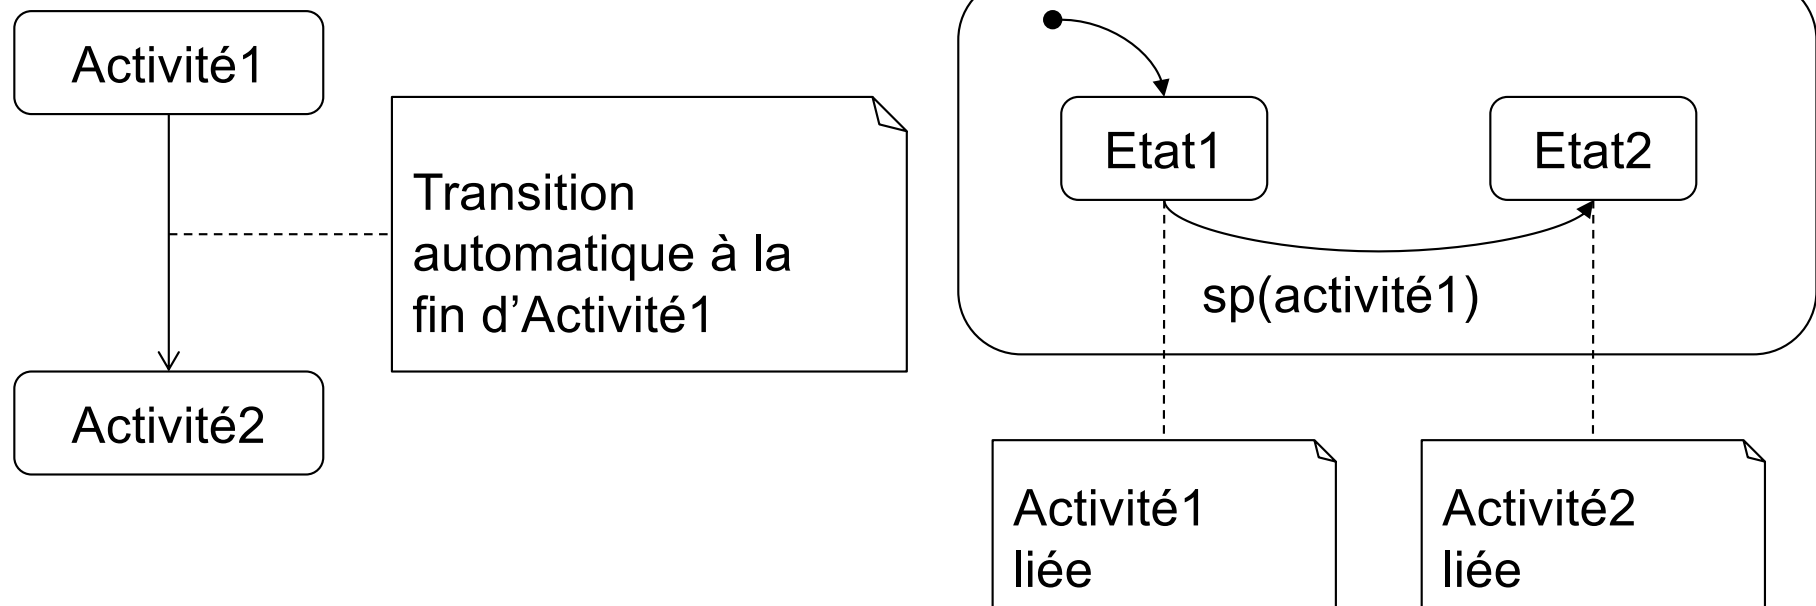 Activité1
Transition
automatique à la
fin d’Activité1
Activité2
Etat1
Etat2
sp(activité1)
Activité1
liée
Activité2
liée